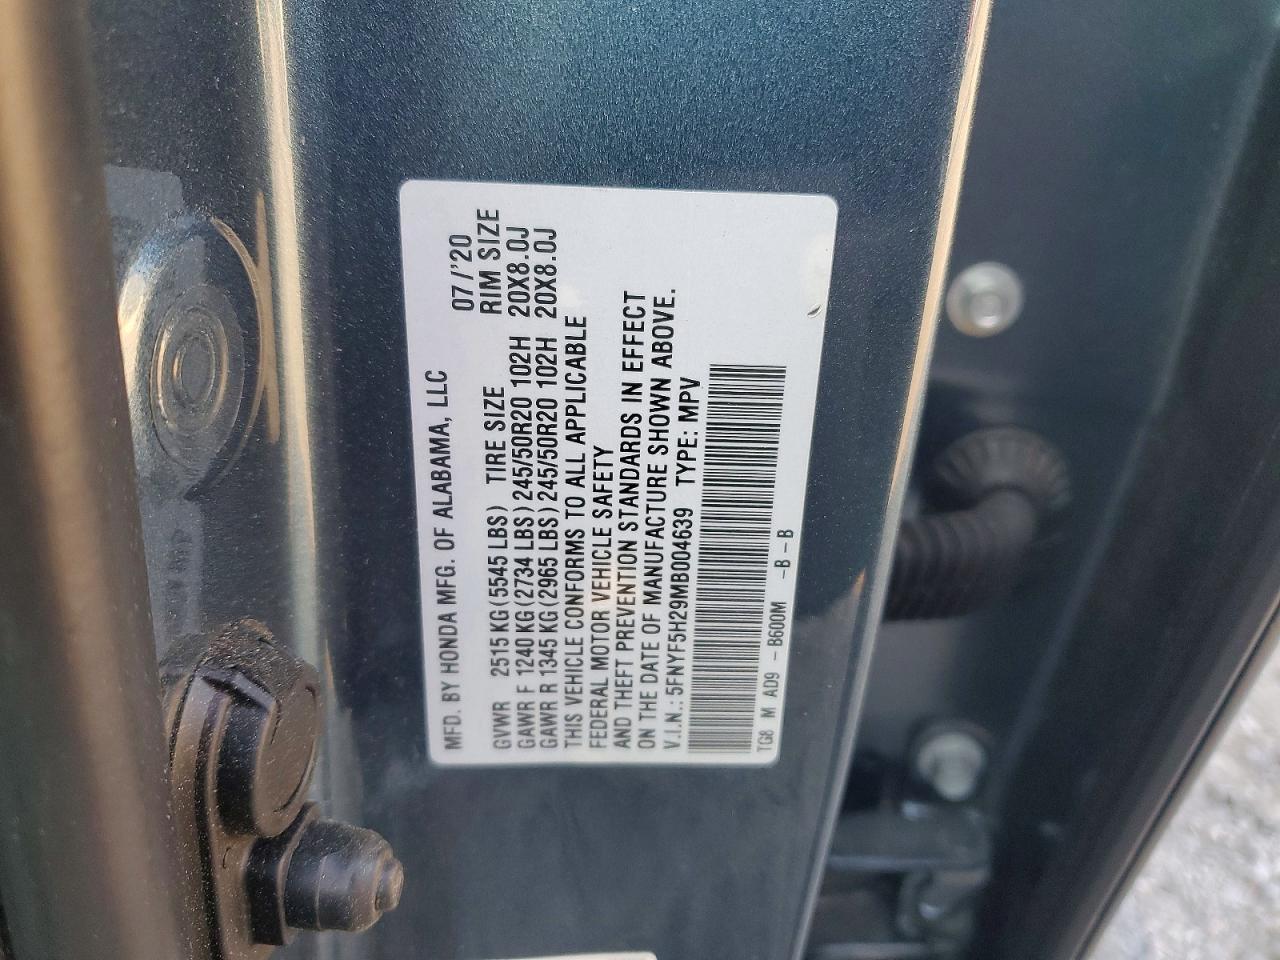 MFD. BY HONDA MFG. OF ALABAMA, LLC 07/'20
GVWR 2515 KG(5545 LBS) TIRE SIZE RIM SIZE
GAWR F 1240 KG(2734 LBS)245/50R20 102H 20X8.0J
GAWR R 1345 KG(2965 LBS)245/50R20 102H 20X8.0J
THIS VEHICLE CONFORMS TO ALL APPLICABLE
FEDERAL MOTOR VEHICLE SAFETY
AND THEFT PREVENTION STANDARDS IN EFFECT
ON THE DATE OF MANUFACTURE SHOWN ABOVE.
V.I.N.: 5FNYF5H29MB004639 TYPE: MPV
TG8 M AD9 - B600M -B -B